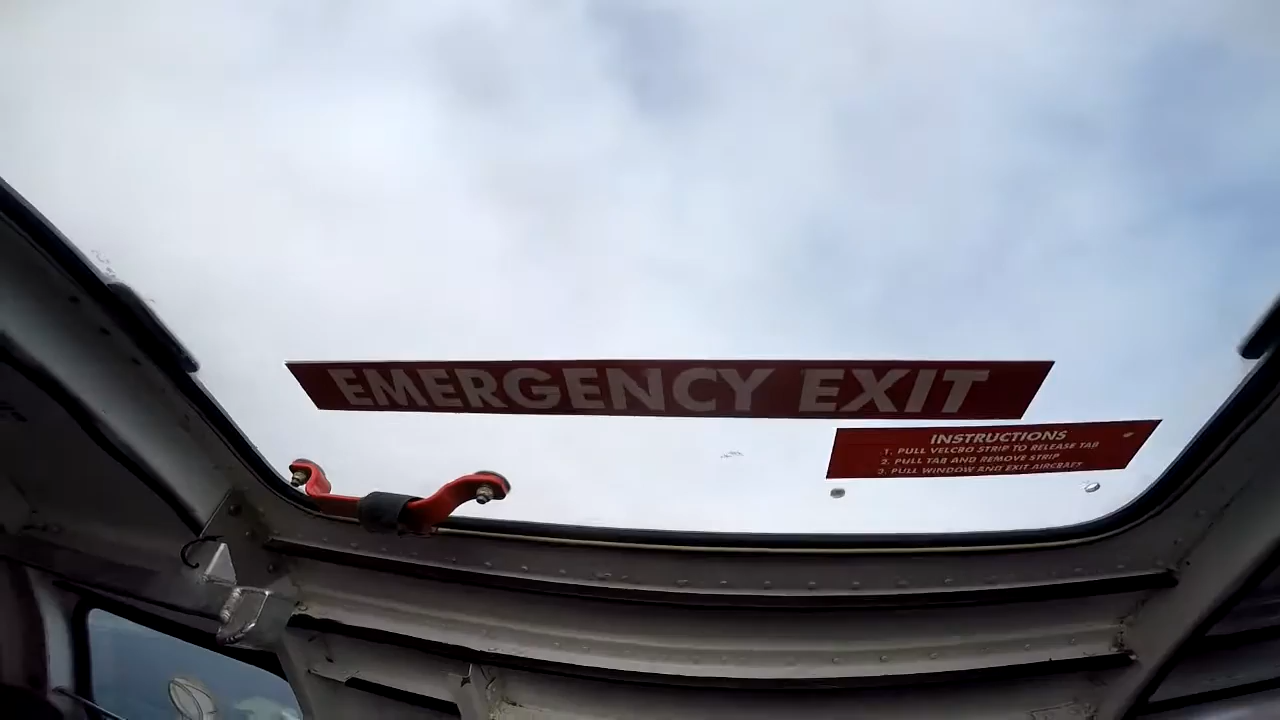 EMERGENCY EXIT
INSTRUCTIONS
1. PULL VELCRO STRIP TO RELEASE TAB
2. PULL TAB AND REMOVE STRIP
3. PULL WINDOW AND EXIT AIRCRAFT